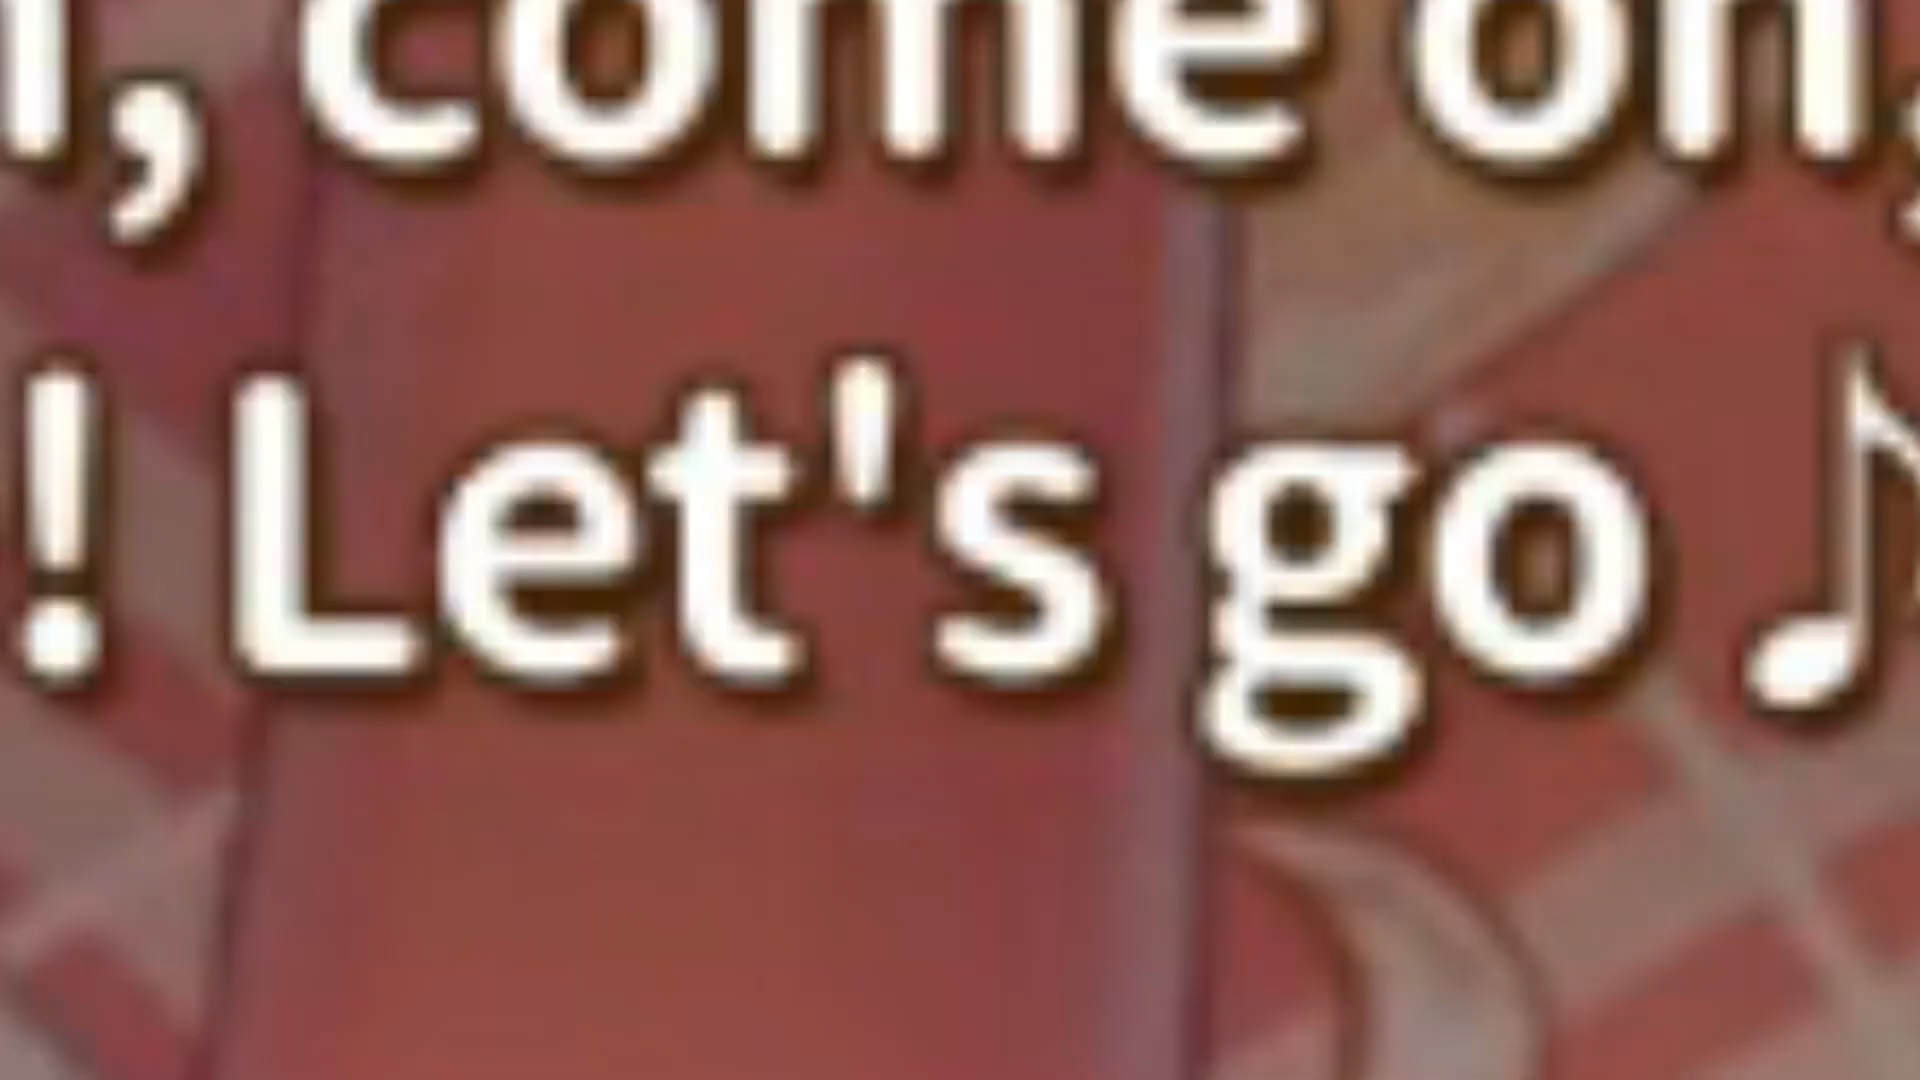 , come on,
! Let's go ♪